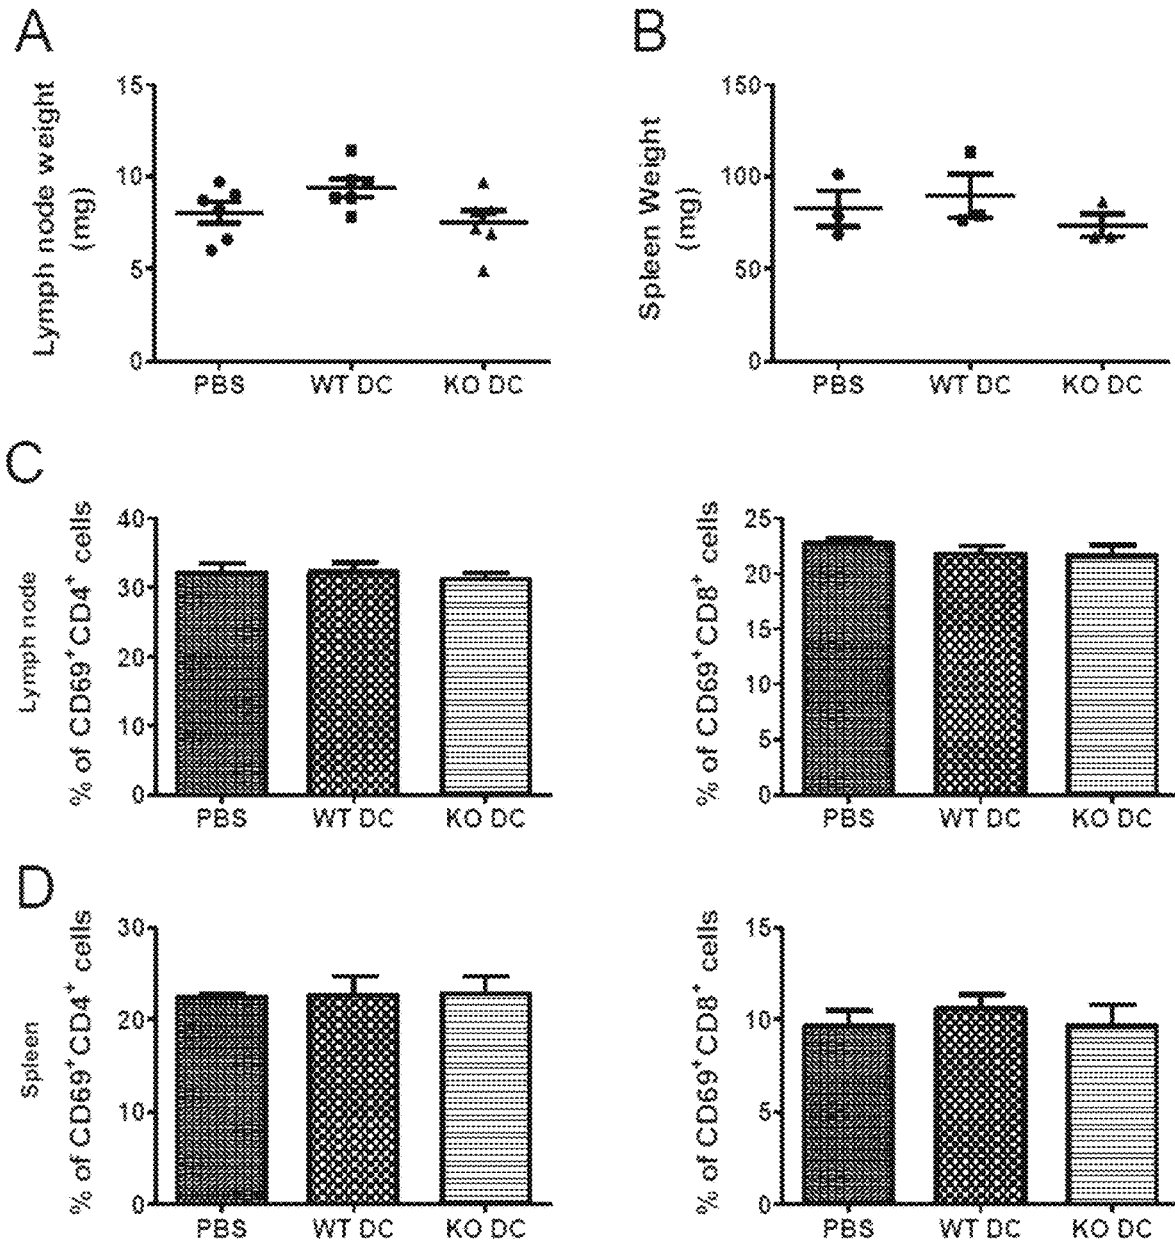 A
Lymph node weight
(mg)
15
10
5
0
PBS WT DC KO DC
B
Spleen Weight
(mg)
150
100
50
0
PBS WT DC KO DC
C
Lymph node
% of CD69⁺CD4⁺ cells
40
30
20
10
0
PBS WT DC KO DC
% of CD69⁺CD8⁺ cells
25
20
15
10
5
0
PBS WT DC KO DC
D
Spleen
% of CD69⁺CD4⁺ cells
30
20
10
0
PBS WT DC KO DC
% of CD69⁺CD8⁺ cells
15
10
5
0
PBS WT DC KO DC